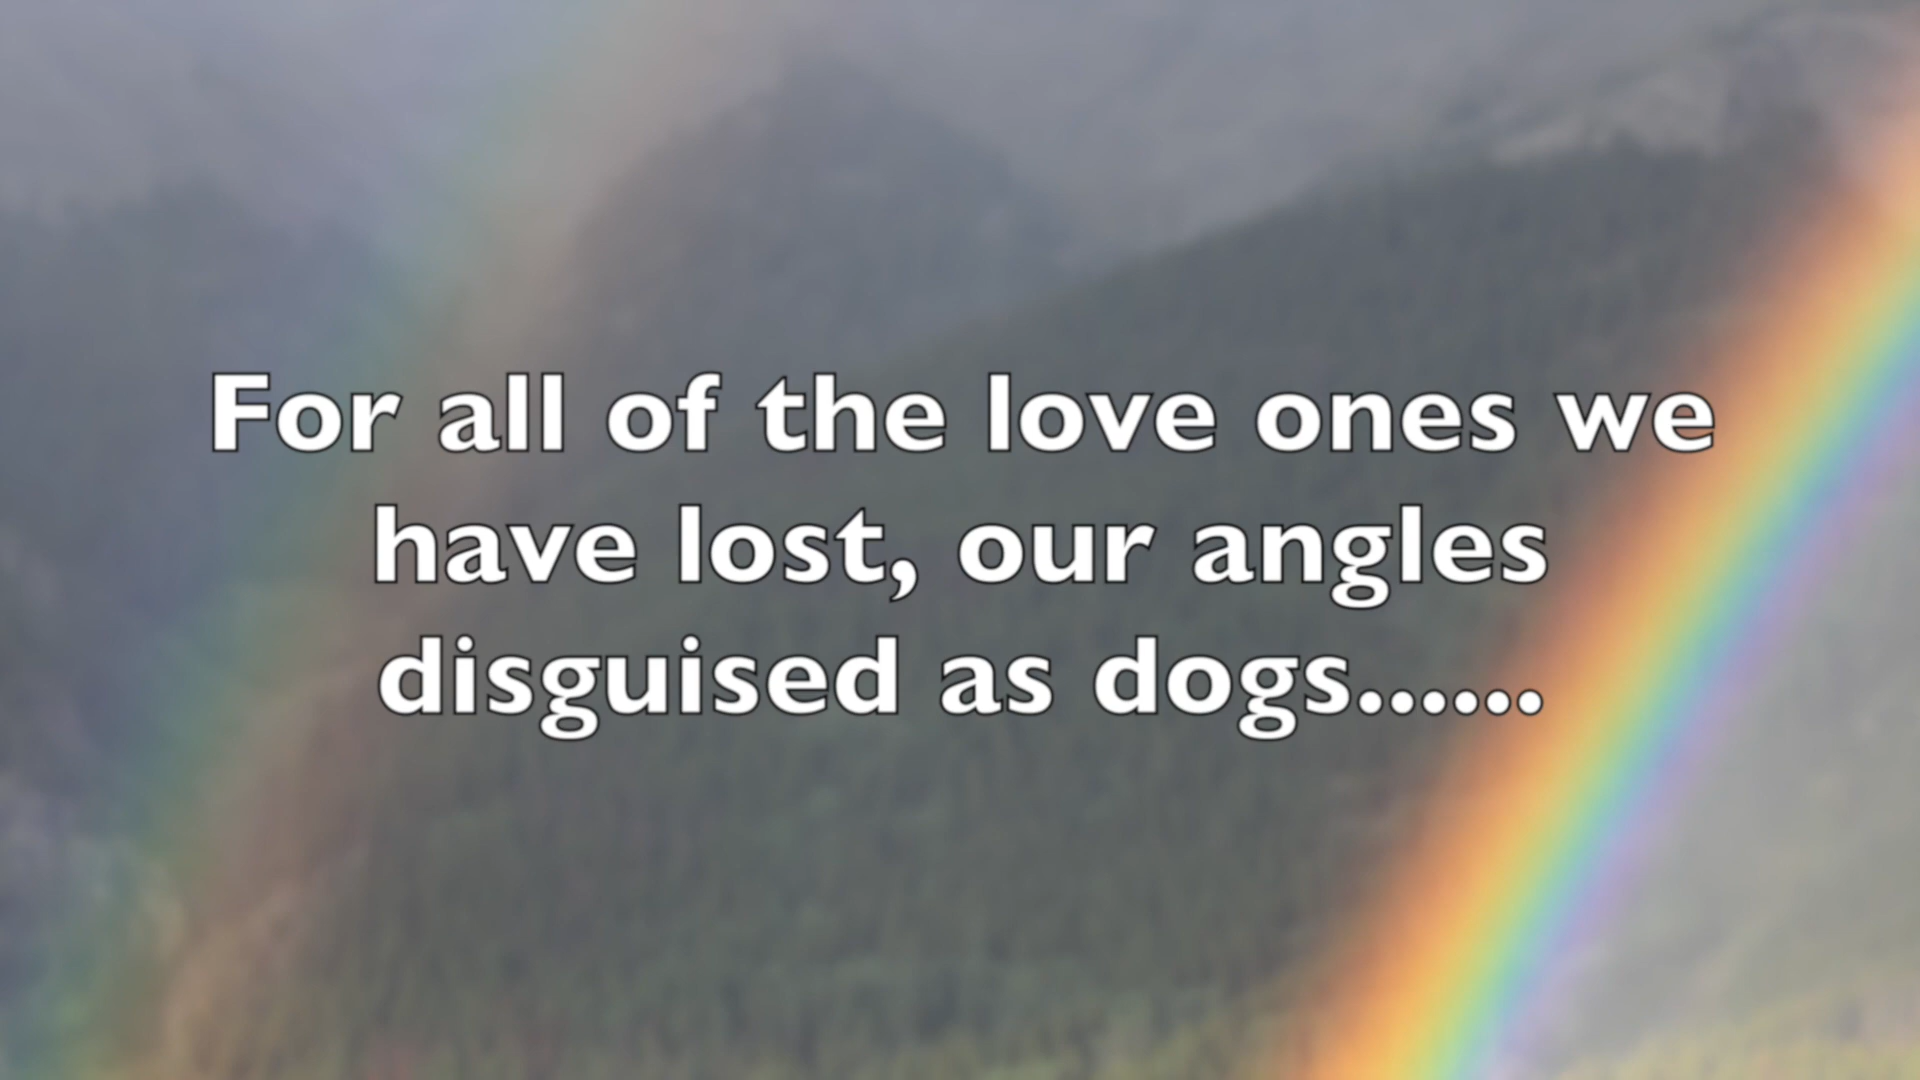 For all of the love ones we
have lost, our angles
disguised as dogs......